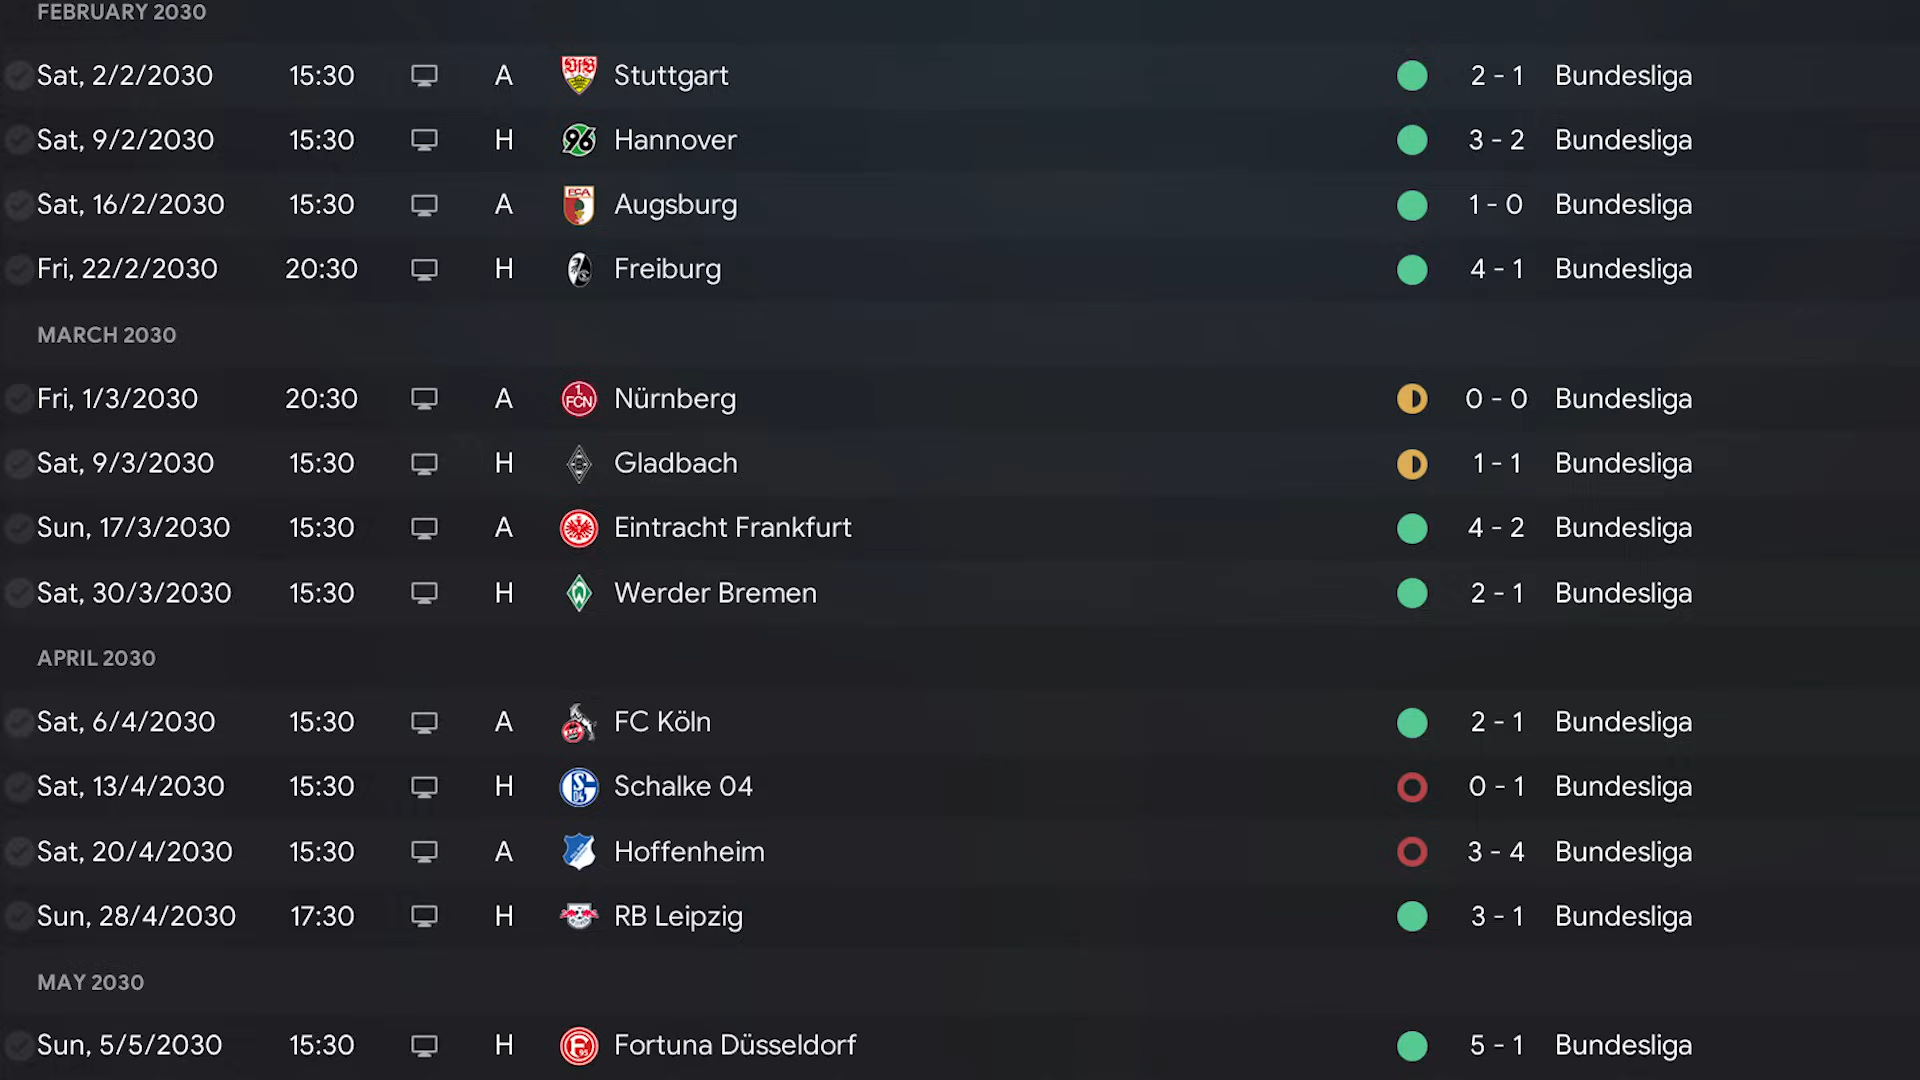 FEBRUARY 2030
Sat, 2/2/2030 15:30 A Stuttgart 2 - 1 Bundesliga
Sat, 9/2/2030 15:30 H Hannover 3 - 2 Bundesliga
Sat, 16/2/2030 15:30 A Augsburg 1 - 0 Bundesliga
Fri, 22/2/2030 20:30 H Freiburg 4 - 1 Bundesliga
MARCH 2030
Fri, 1/3/2030 20:30 A Nürnberg 0 - 0 Bundesliga
Sat, 9/3/2030 15:30 H Gladbach 1 - 1 Bundesliga
Sun, 17/3/2030 15:30 A Eintracht Frankfurt 4 - 2 Bundesliga
Sat, 30/3/2030 15:30 H Werder Bremen 2 - 1 Bundesliga
APRIL 2030
Sat, 6/4/2030 15:30 A FC Köln 2 - 1 Bundesliga
Sat, 13/4/2030 15:30 H Schalke 04 0 - 1 Bundesliga
Sat, 20/4/2030 15:30 A Hoffenheim 3 - 4 Bundesliga
Sun, 28/4/2030 17:30 H RB Leipzig 3 - 1 Bundesliga
MAY 2030
Sun, 5/5/2030 15:30 H Fortuna Düsseldorf 5 - 1 Bundesliga